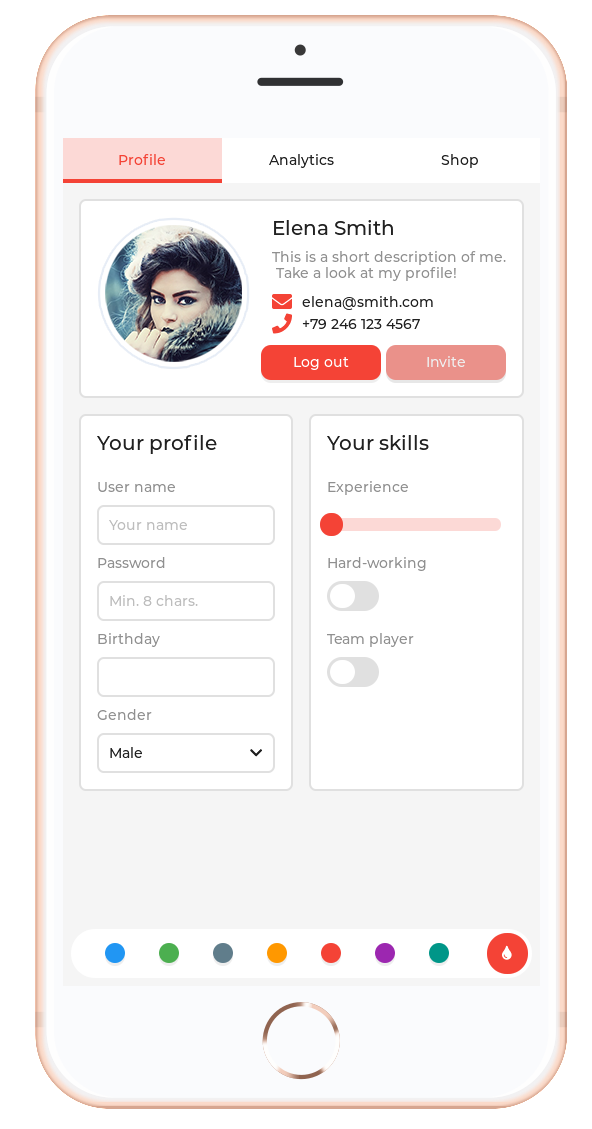 Profile
Analytics
Shop
Elena Smith
This is a short description of me.
Take a look at my profile!
elena@smith.com
+79 246 123 4567
Log out
Invite
Your profile
User name
Your name
Password
Min. 8 chars.
Birthday
Gender
Male
Your skills
Experience
Hard-working
Team player